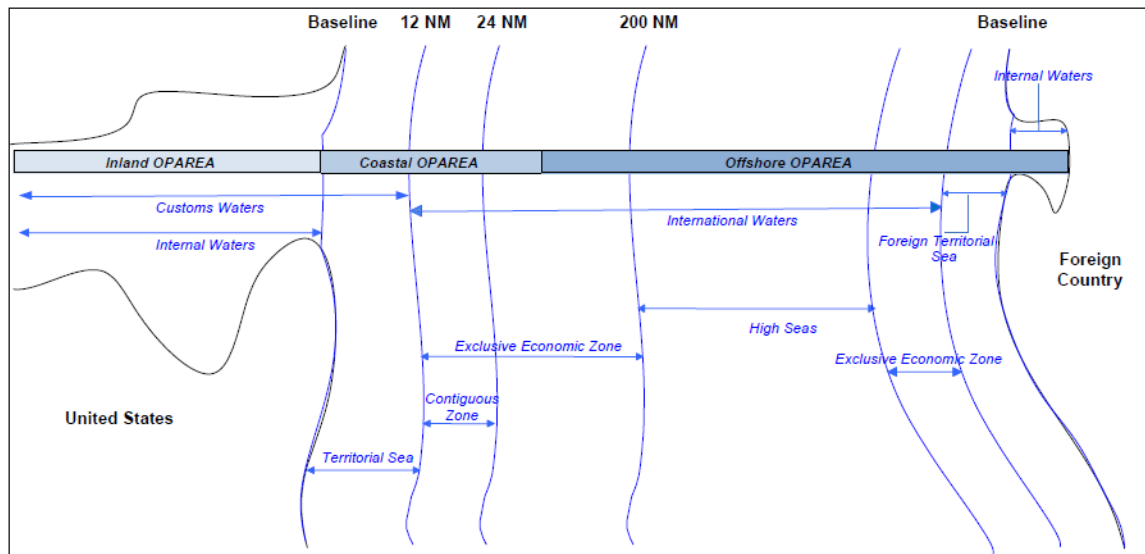 Baseline 12 NM 24 NM 200 NM Baseline
Internal Waters
Inland OPAREA Coastal OPAREA Offshore OPAREA
Customs Waters International Waters
Internal Waters Foreign Territorial
Sea
Foreign
Country
High Seas
Exclusive Economic Zone
Exclusive Economic Zone
Contiguous
Zone
United States
Territorial Sea